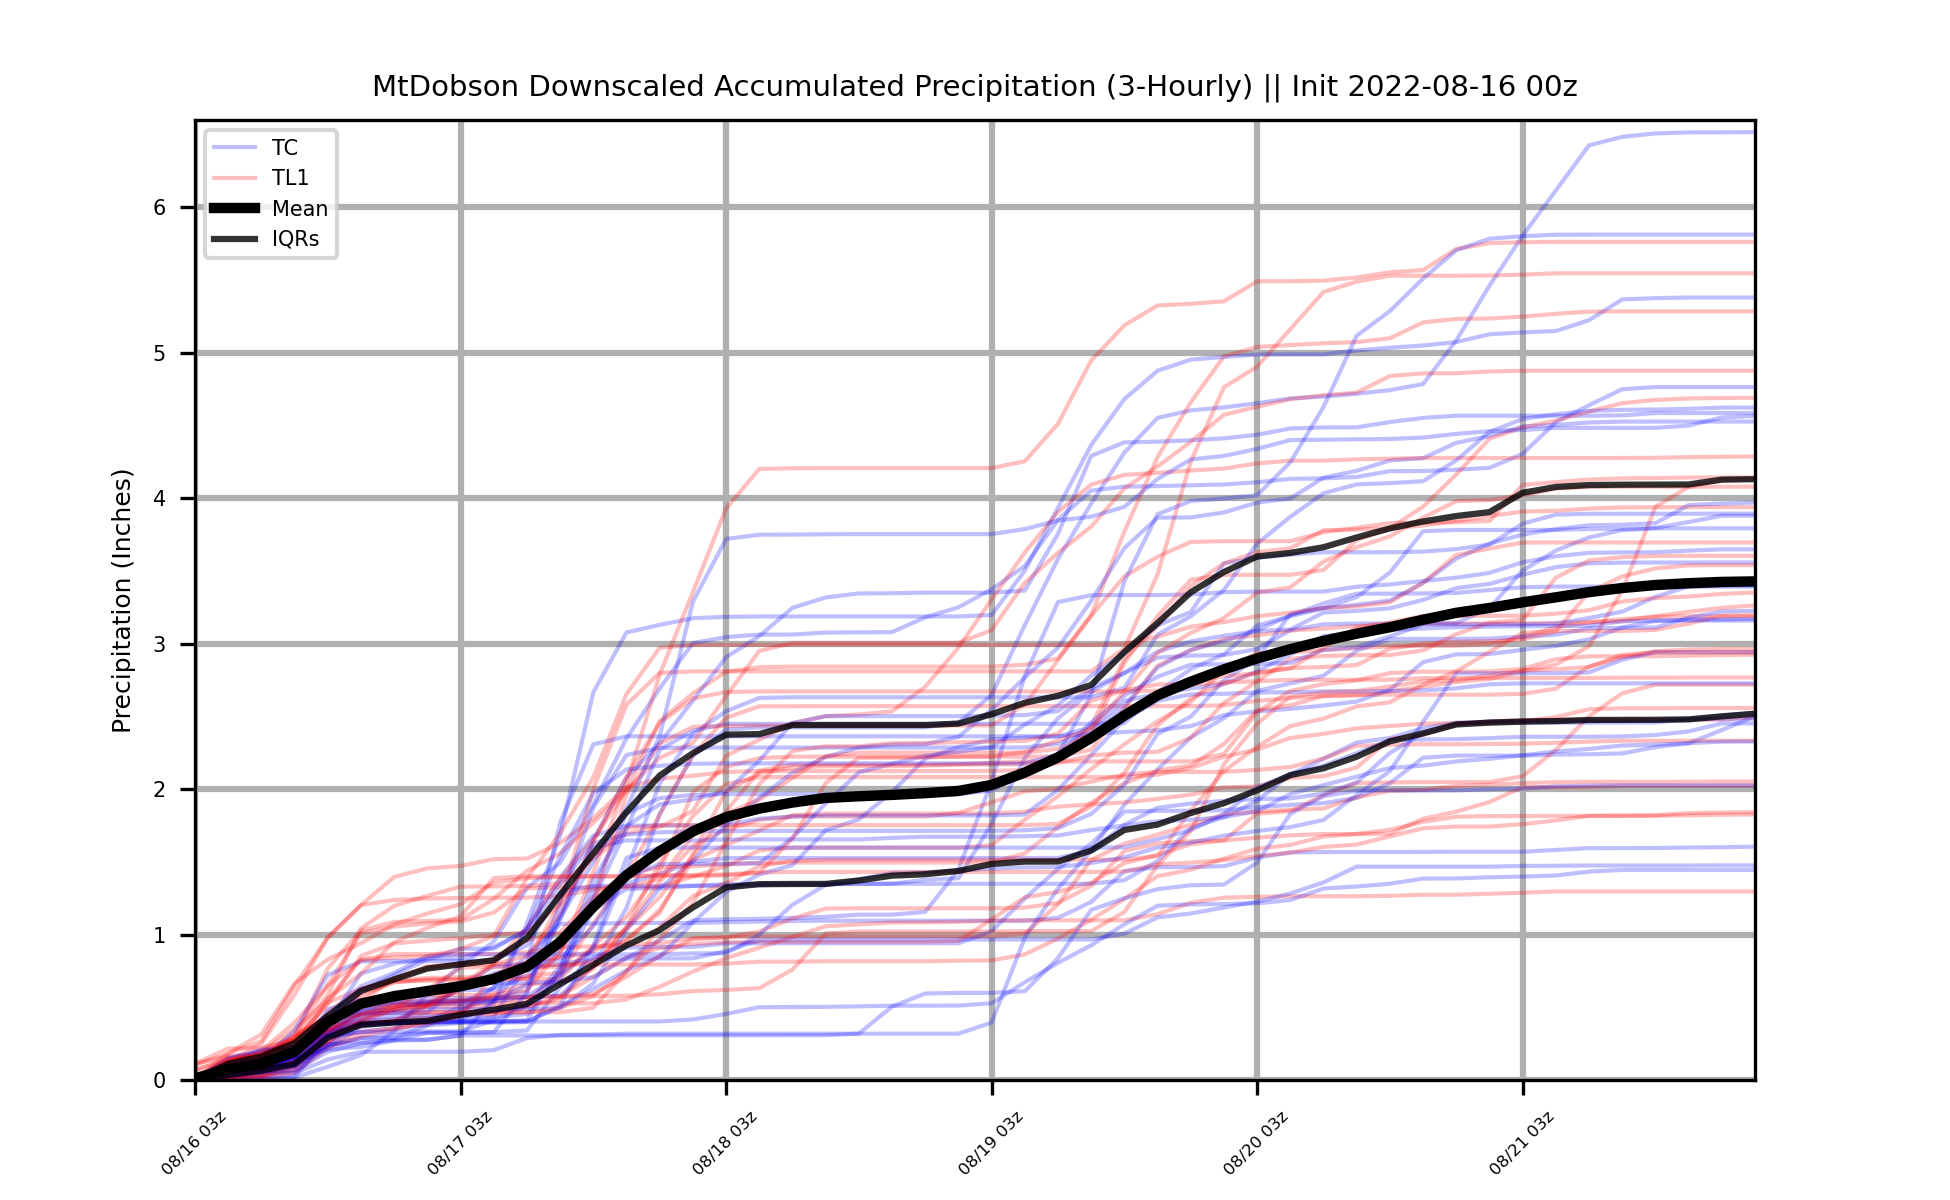 MtDobson Downscaled Accumulated Precipitation (3-Hourly) || Init 2022-08-16 00z
TC
TL1
Mean
IQRs
Precipitation (Inches)
6
5
4
3
2
1
0
08/16 03z
08/17 03z
08/18 03z
08/19 03z
08/20 03z
08/21 03z